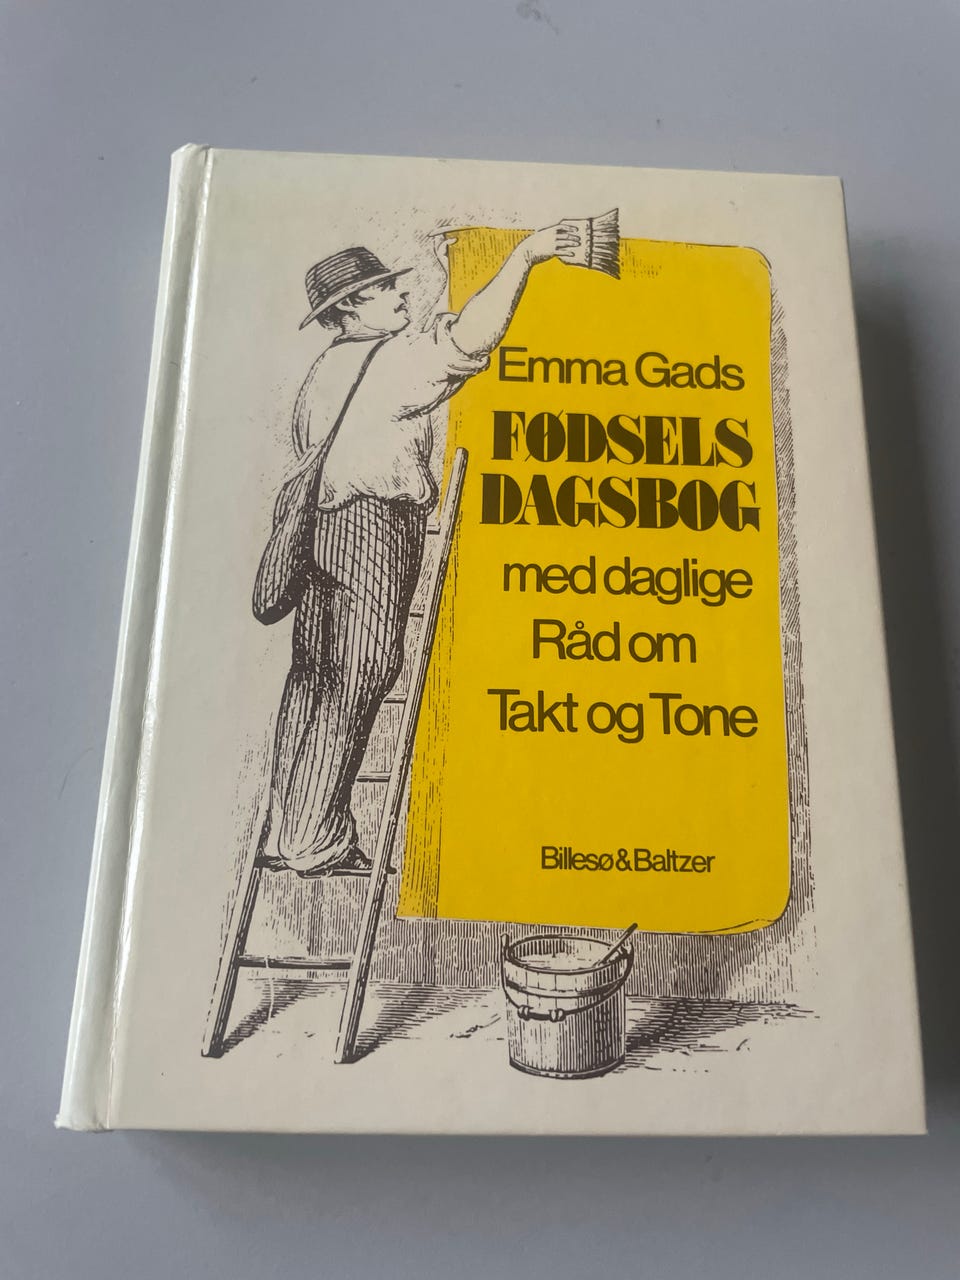 Emma Gads
FØDSELS
DAGSBOG
med daglige
Råd om
Takt og Tone
Billesø & Baltzer